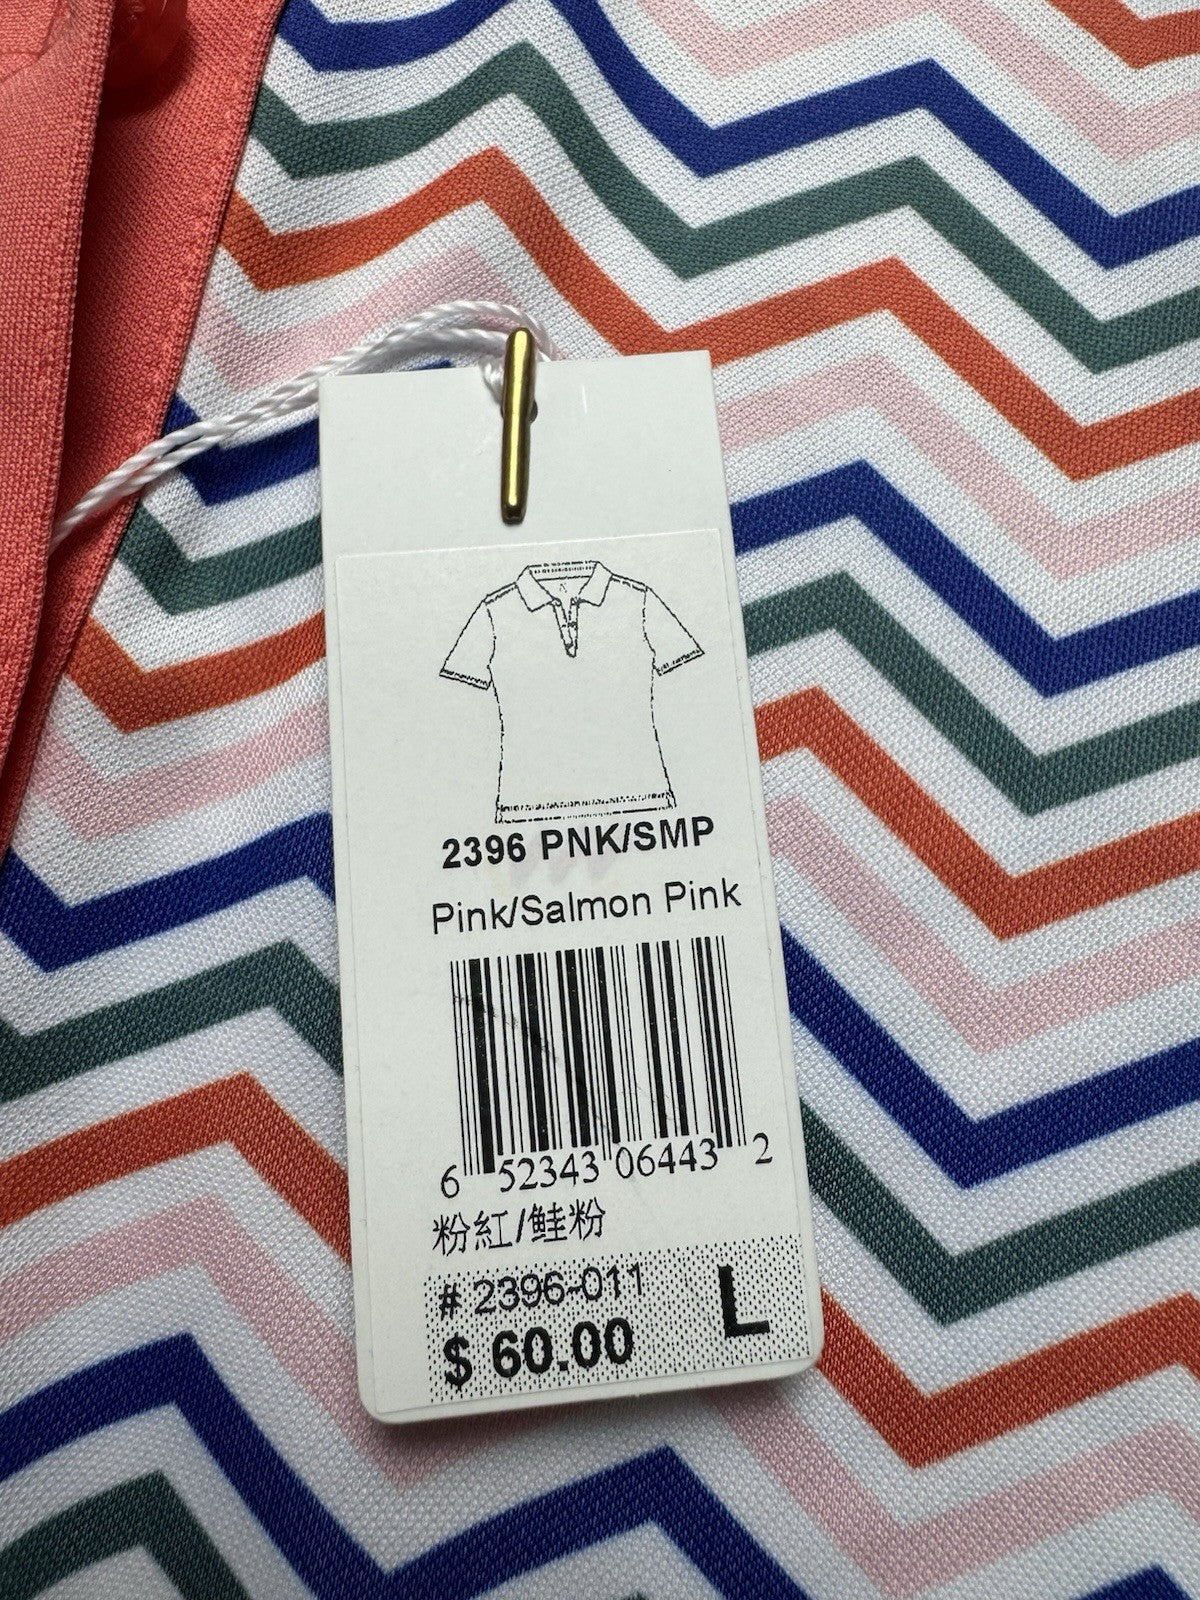 2396 PNK/SMP
Pink/Salmon Pink
6 52343 06443 2
粉紅/鮭粉
# 2396-011
$ 60.00
L